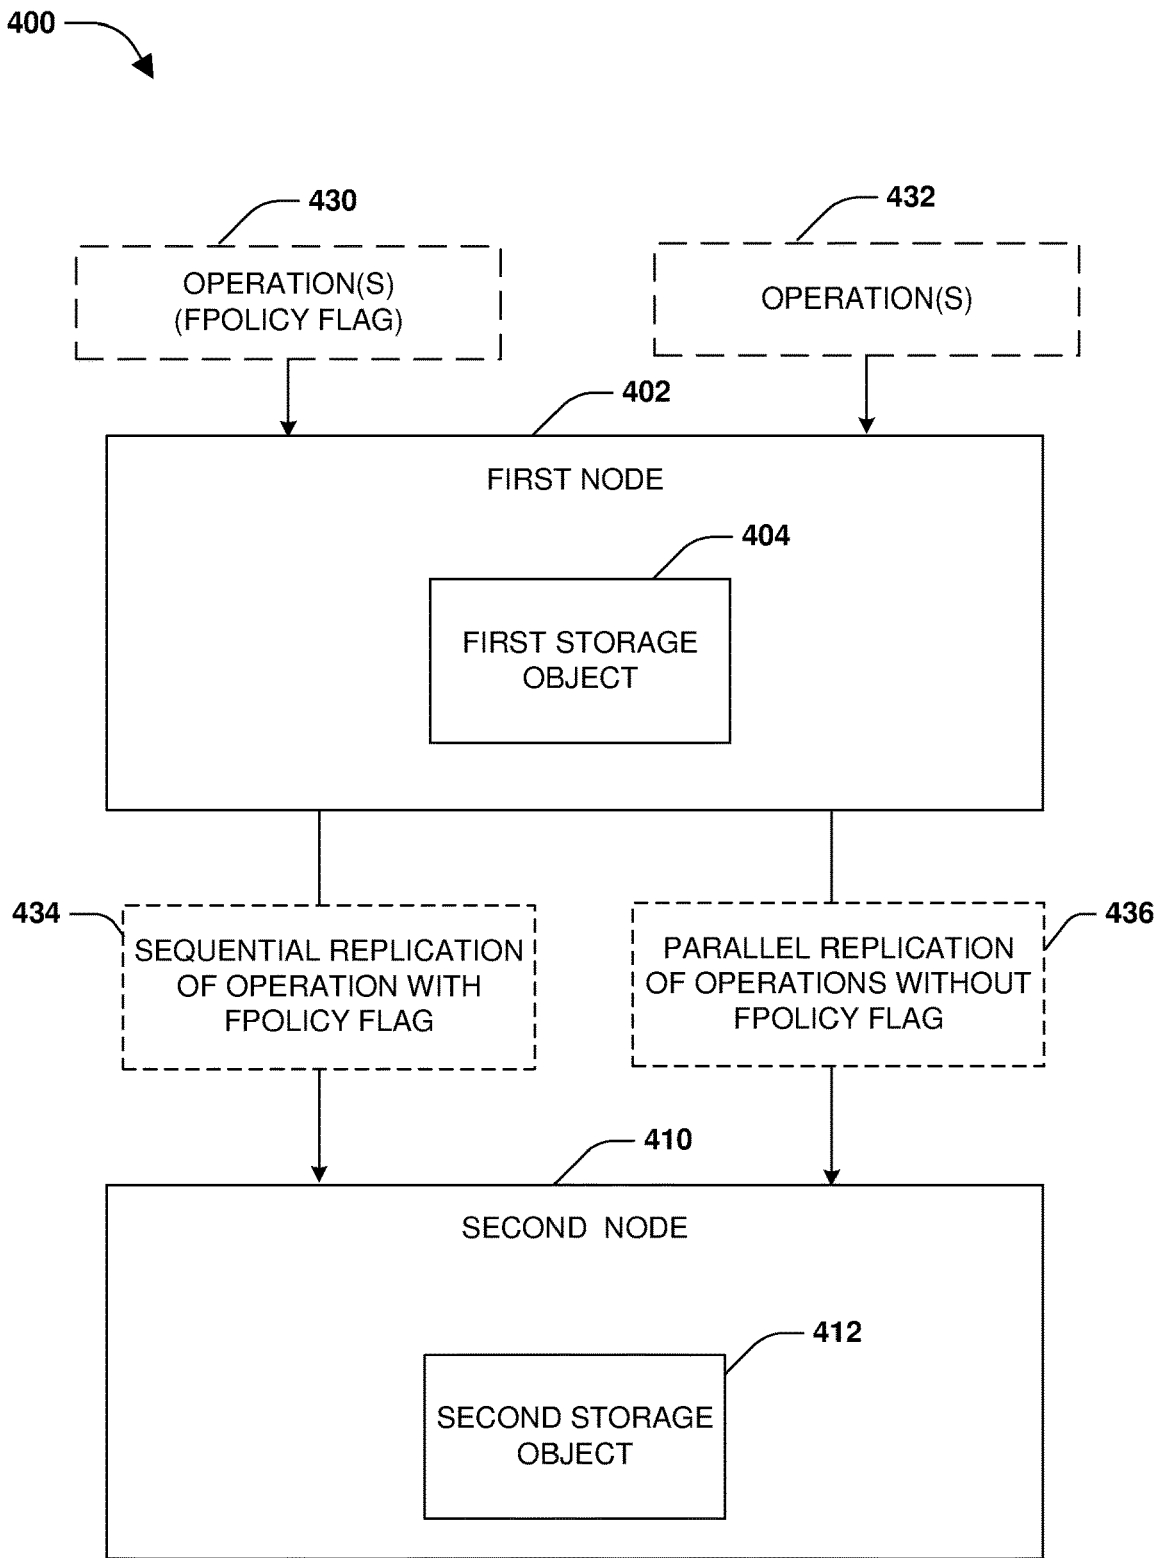 400
430
432
OPERATION(S)
(FPOLICY FLAG)
OPERATION(S)
402
FIRST NODE
404
FIRST STORAGE
OBJECT
434
SEQUENTIAL REPLICATION
OF OPERATION WITH
FPOLICY FLAG
PARALLEL REPLICATION
OF OPERATIONS WITHOUT
FPOLICY FLAG
436
410
SECOND NODE
412
SECOND STORAGE
OBJECT